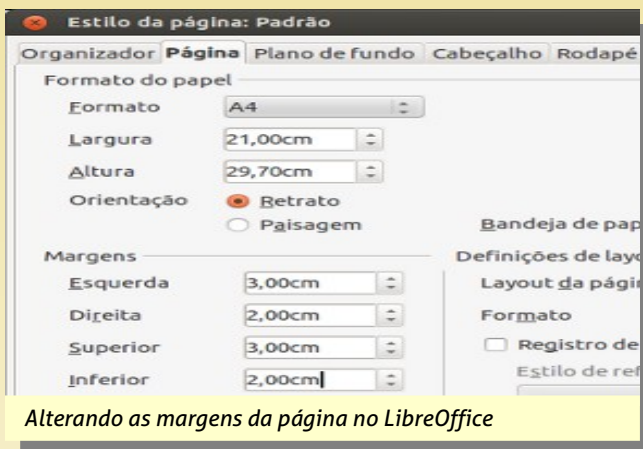 Estilo da página: Padrão
Organizador Página Plano de fundo Cabeçalho Rodapé
Formato do papel
Formato A4
Largura 21,00cm
Altura 29,70cm
Orientação Retrato
Paisagem Bandeja de pap
Margens Definições de layo
Esquerda 3,00cm Layout da págin
Direita 2,00cm Formato
Superior 3,00cm Registro de
Inferior 2,00cm Estilo de ref
Alterando as margens da página no LibreOffice